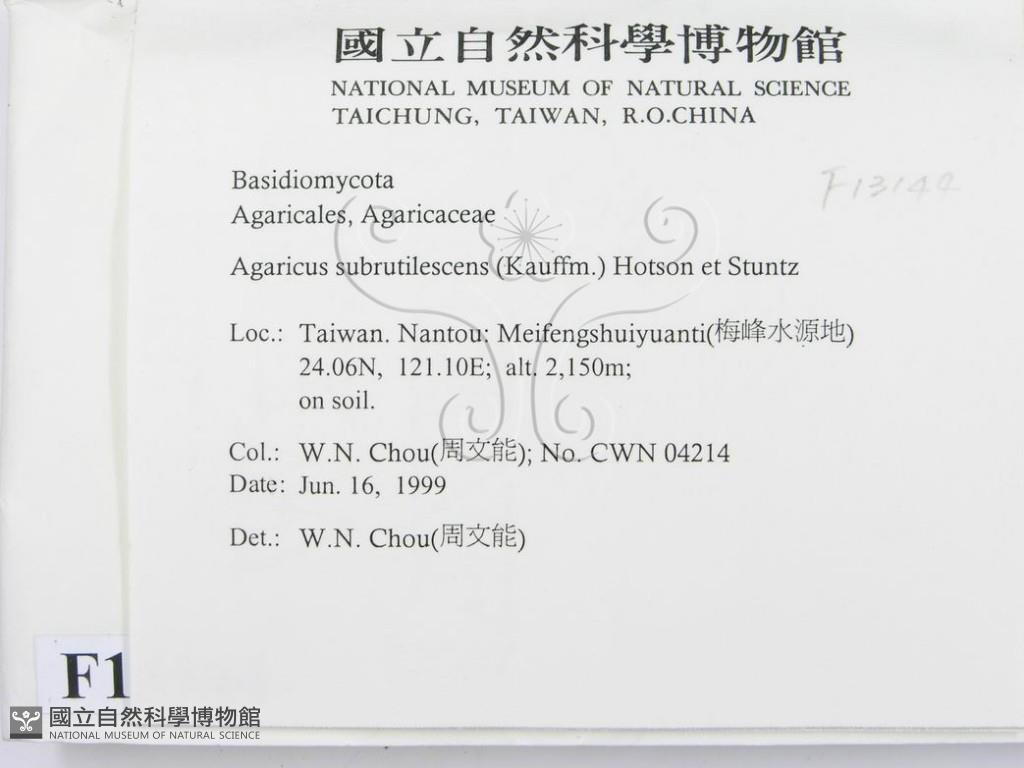 國立自然科學博物館
NATIONAL MUSEUM OF NATURAL SCIENCE
TAICHUNG, TAIWAN, R.O.CHINA
Basidiomycota
F13144
Agaricales, Agaricaceae
Agaricus subrutilescens (Kauffm.) Hotson et Stuntz
Loc.: Taiwan. Nantou: Meifengshuiyuanti(梅峰水源地)
24.06N, 121.10E; alt. 2,150m;
on soil.
Col.: W.N. Chou(周文能); No. CWN 04214
Date: Jun. 16, 1999
Det.: W.N. Chou(周文能)
F1
國立自然科學博物館
NATIONAL MUSEUM OF NATURAL SCIENCE